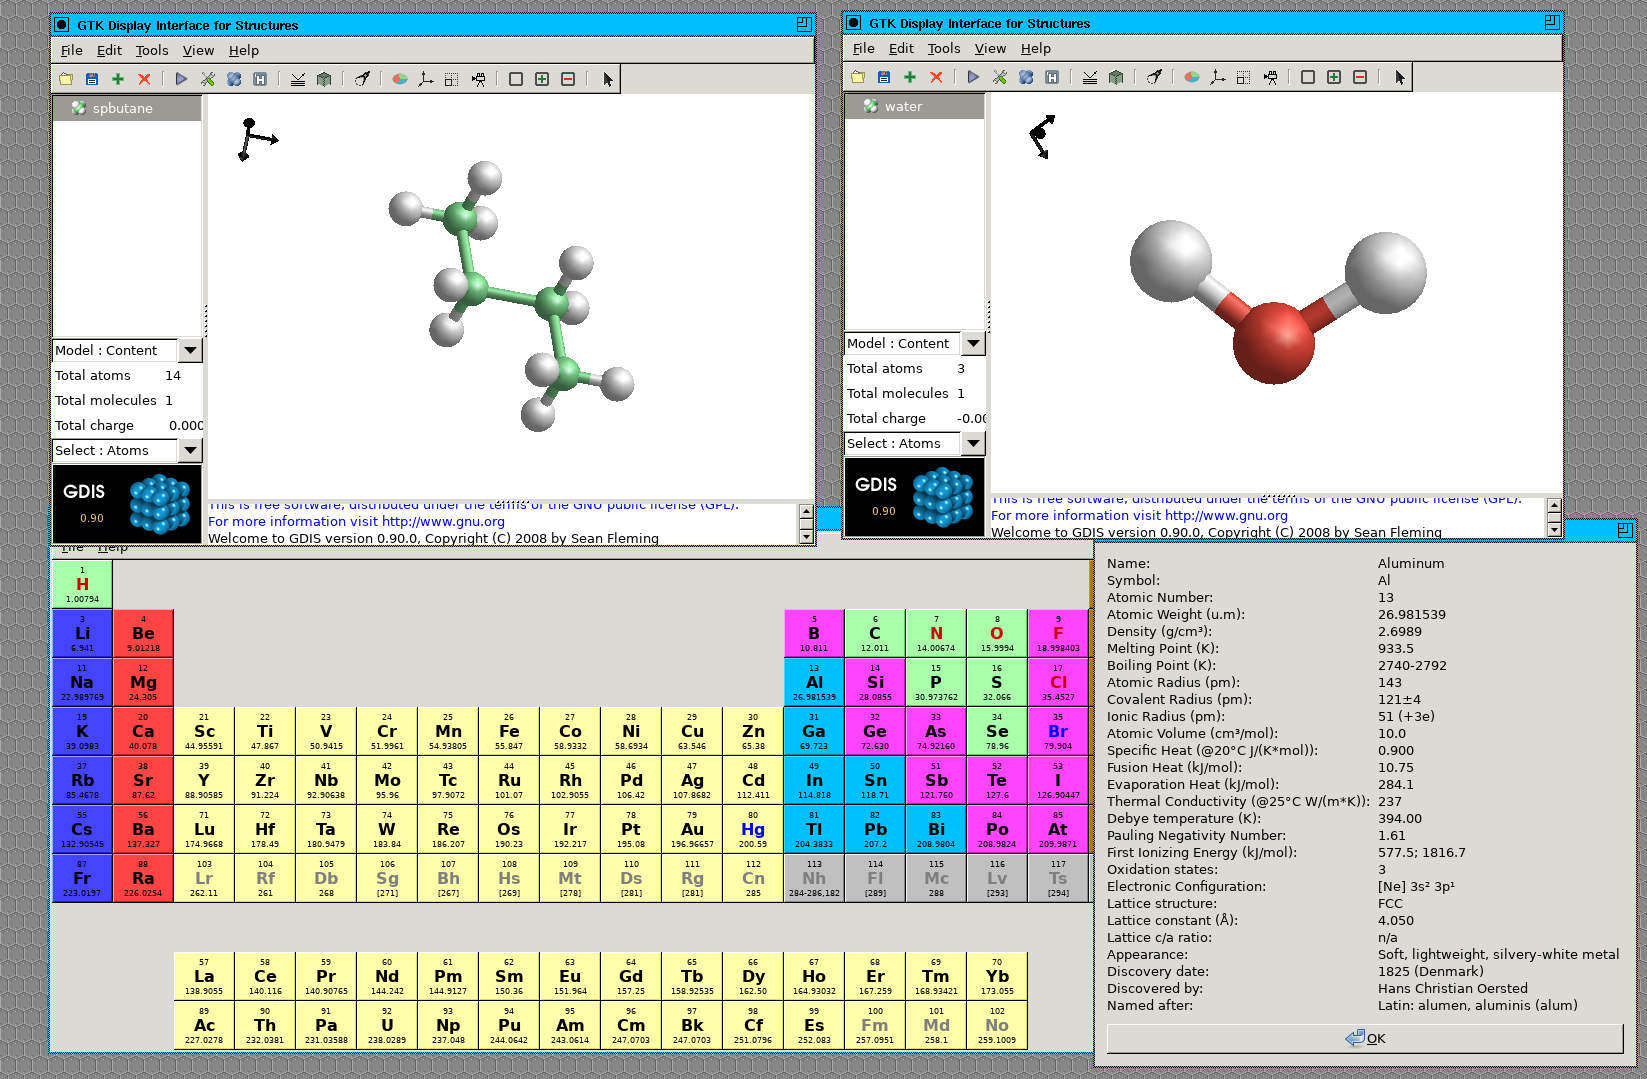 GTK Display Interface for Structures
File Edit Tools View Help
spbutane
Model : Content
Total atoms 14
Total molecules 1
Total charge 0.000
Select : Atoms
GDIS
0.90
This is free software, distributed under the terms of the GNU public license (GPL).
For more information visit http://www.gnu.org
Welcome to GDIS version 0.90.0, Copyright (C) 2008 by Sean Fleming
GTK Display Interface for Structures
File Edit Tools View Help
water
Model : Content
Total atoms 3
Total molecules 1
Total charge -0.00
Select : Atoms
GDIS
0.90
This is free software, distributed under the terms of the GNU public license (GPL).
For more information visit http://www.gnu.org
Welcome to GDIS version 0.90.0, Copyright (C) 2008 by Sean Fleming
File Help
1
H
1.00794
3 4 5 6 7 8 9
Li Be B C N O F
6.941 9.01218 10.811 12.011 14.00674 15.9994 18.998403
11 12 13 14 15 16 17
Na Mg Al Si P S Cl
22.989769 24.305 26.981539 28.0855 30.973762 32.066 35.4527
19 20 21 22 23 24 25 26 27 28 29 30 31 32 33 34 35
K Ca Sc Ti V Cr Mn Fe Co Ni Cu Zn Ga Ge As Se Br
39.0983 40.078 44.95591 47.867 50.9415 51.9961 54.93805 55.847 58.9332 58.6934 63.546 65.38 69.723 72.630 74.92160 78.96 79.904
37 38 39 40 41 42 43 44 45 46 47 48 49 50 51 52 53
Rb Sr Y Zr Nb Mo Tc Ru Rh Pd Ag Cd In Sn Sb Te I
85.4678 87.62 88.90585 91.224 92.90638 95.96 97.9072 101.07 102.9055 106.42 107.8682 112.411 114.818 118.71 121.760 127.6 126.90447
55 56 71 72 73 74 75 76 77 78 79 80 81 82 83 84 85
Cs Ba Lu Hf Ta W Re Os Ir Pt Au Hg Tl Pb Bi Po At
132.90545 137.327 174.9668 178.49 180.9479 183.84 186.207 190.23 192.217 195.08 196.96657 200.59 204.3833 207.2 208.9804 208.9824 209.9871
87 88 103 104 105 106 107 108 109 110 111 112 113 114 115 116 117
Fr Ra Lr Rf Db Sg Bh Hs Mt Ds Rg Cn Nh Fl Mc Lv Ts
223.0197 226.0254 262.11 261 268 [271] [267] [269] [278] [281] [281] 285 284-286,182 [289] 288 [293] [294]
57 58 59 60 61 62 63 64 65 66 67 68 69 70
La Ce Pr Nd Pm Sm Eu Gd Tb Dy Ho Er Tm Yb
138.9055 140.116 140.90765 144.242 144.9127 150.36 151.964 157.25 158.92535 162.50 164.93032 167.259 168.93421 173.055
89 90 91 92 93 94 95 96 97 98 99 100 101 102
Ac Th Pa U Np Pu Am Cm Bk Cf Es Fm Md No
227.0278 232.0381 231.03588 238.0289 237.048 244.0642 243.0614 247.0703 247.0703 251.0796 252.083 257.0951 258.1 259.1009
Name: Aluminum
Symbol: Al
Atomic Number: 13
Atomic Weight (u.m): 26.981539
Density (g/cm³): 2.6989
Melting Point (K): 933.5
Boiling Point (K): 2740-2792
Atomic Radius (pm): 143
Covalent Radius (pm): 121±4
Ionic Radius (pm): 51 (+3e)
Atomic Volume (cm³/mol): 10.0
Specific Heat (@20°C J/(K*mol)): 0.900
Fusion Heat (kJ/mol): 10.75
Evaporation Heat (kJ/mol): 284.1
Thermal Conductivity (@25°C W/(m*K)): 237
Debye temperature (K): 394.00
Pauling Negativity Number: 1.61
First Ionizing Energy (kJ/mol): 577.5; 1816.7
Oxidation states: 3
Electronic Configuration: [Ne] 3s² 3p¹
Lattice structure: FCC
Lattice constant (Å): 4.050
Lattice c/a ratio: n/a
Appearance: Soft, lightweight, silvery-white metal
Discovery date: 1825 (Denmark)
Discovered by: Hans Christian Oersted
Named after: Latin: alumen, aluminis (alum)
OK